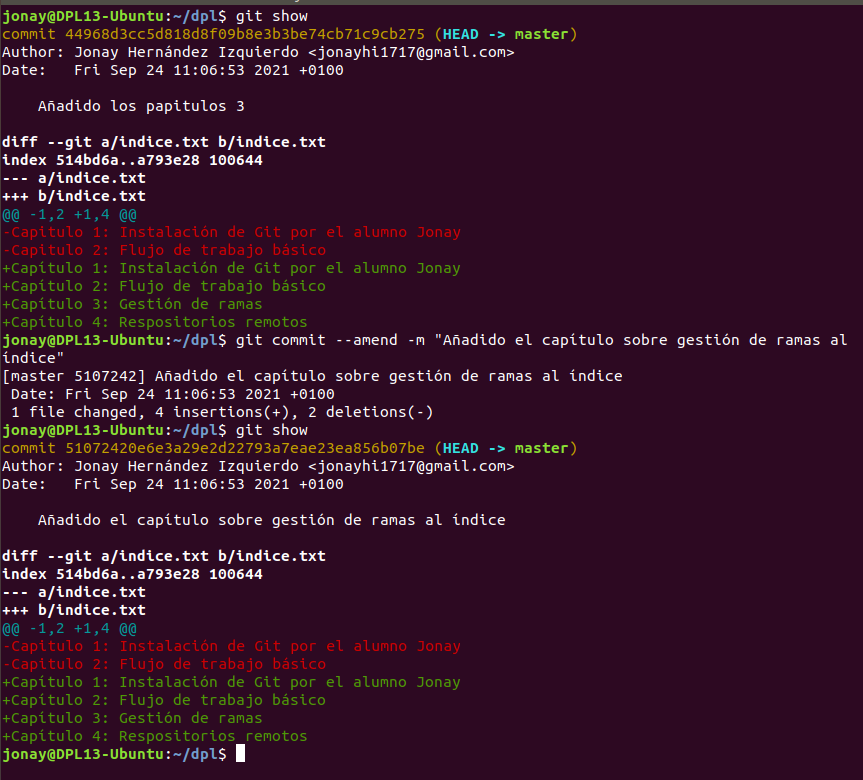 jonay@DPL13-Ubuntu:~/dpl$ git show
commit 44968d3cc5d818d8f09b8e3b3be74cb71c9cb275 (HEAD -> master)
Author: Jonay Hernández Izquierdo <jonayhi1717@gmail.com>
Date:   Fri Sep 24 11:06:53 2021 +0100

    Añadido los papitulos 3

diff --git a/indice.txt b/indice.txt
index 514bd6a..a793e28 100644
--- a/indice.txt
+++ b/indice.txt
@@ -1,2 +1,4 @@
-Capitulo 1: Instalación de Git por el alumno Jonay
-Capitulo 2: Flujo de trabajo básico
+Capítulo 1: Instalación de Git por el alumno Jonay
+Capítulo 2: Flujo de trabajo básico
+Capítulo 3: Gestión de ramas
+Capítulo 4: Respositorios remotos
jonay@DPL13-Ubuntu:~/dpl$ git commit --amend -m "Añadido el capítulo sobre gestión de ramas al
índice"
[master 5107242] Añadido el capítulo sobre gestión de ramas al índice
 Date: Fri Sep 24 11:06:53 2021 +0100
 1 file changed, 4 insertions(+), 2 deletions(-)
jonay@DPL13-Ubuntu:~/dpl$ git show
commit 51072420e6e3a29e2d22793a7eae23ea856b07be (HEAD -> master)
Author: Jonay Hernández Izquierdo <jonayhi1717@gmail.com>
Date:   Fri Sep 24 11:06:53 2021 +0100

    Añadido el capítulo sobre gestión de ramas al índice

diff --git a/indice.txt b/indice.txt
index 514bd6a..a793e28 100644
--- a/indice.txt
+++ b/indice.txt
@@ -1,2 +1,4 @@
-Capitulo 1: Instalación de Git por el alumno Jonay
-Capitulo 2: Flujo de trabajo básico
+Capítulo 1: Instalación de Git por el alumno Jonay
+Capítulo 2: Flujo de trabajo básico
+Capítulo 3: Gestión de ramas
+Capítulo 4: Respositorios remotos
jonay@DPL13-Ubuntu:~/dpl$